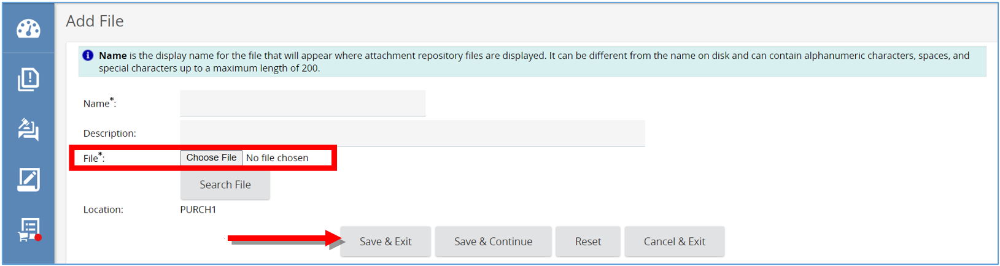 Add File
Name is the display name for the file that will appear where attachment repository files are displayed. It can be different from the name on disk and can contain alphanumeric characters, spaces, and
special characters up to a maximum length of 200.
Name*:
Description:
File*: Choose File No file chosen
Search File
Location: PURCH1
Save & Exit Save & Continue Reset Cancel & Exit